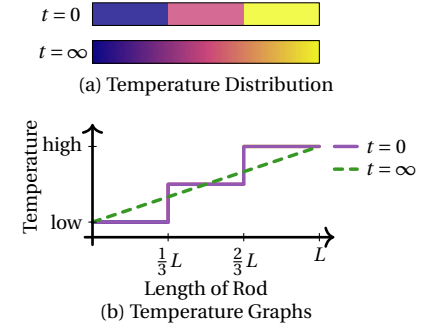 t = 0
t = ∞
(a) Temperature Distribution
Temperature
high
low
t = 0
t = ∞
1/3 L
2/3 L
L
Length of Rod
(b) Temperature Graphs